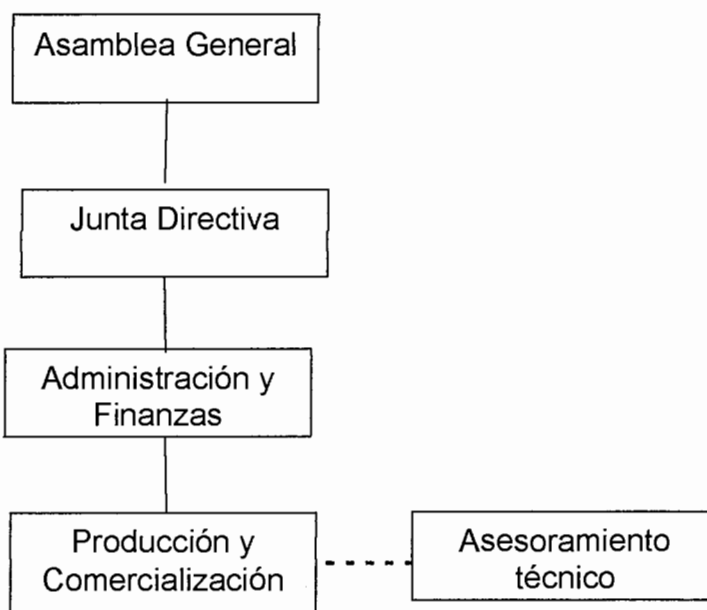 Asamblea General
Junta Directiva
Administración y
Finanzas
Producción y
Comercialización
Asesoramiento
técnico